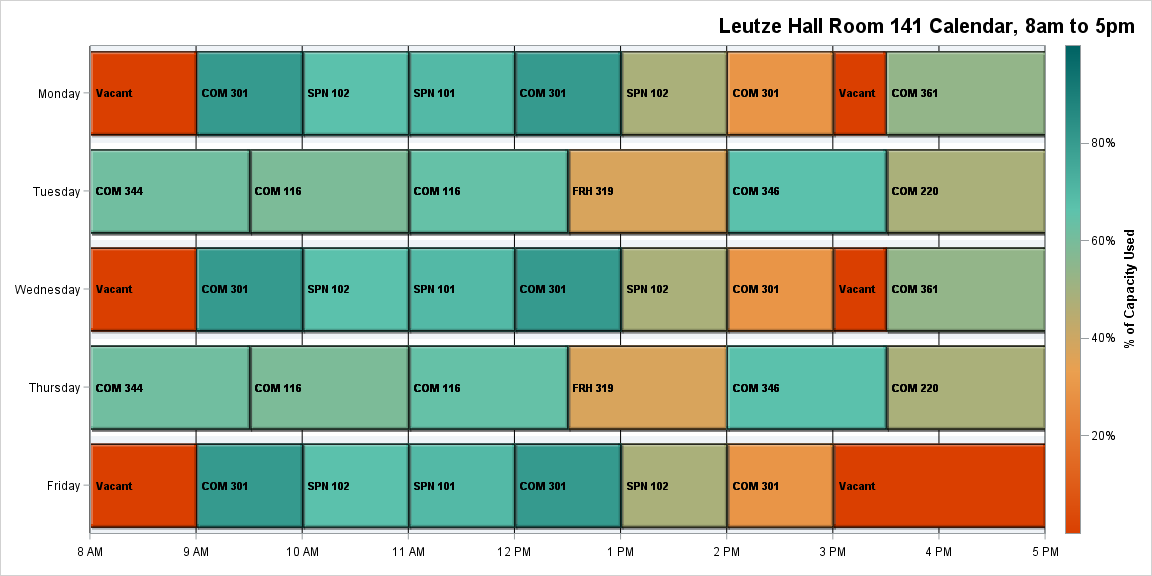 Leutze Hall Room 141 Calendar, 8am to 5pm
Monday
Vacant
COM 301
SPN 102
SPN 101
COM 301
SPN 102
COM 301
Vacant
COM 361
Tuesday
COM 344
COM 116
COM 116
FRH 319
COM 346
COM 220
Wednesday
Vacant
COM 301
SPN 102
SPN 101
COM 301
SPN 102
COM 301
Vacant
COM 361
Thursday
COM 344
COM 116
COM 116
FRH 319
COM 346
COM 220
Friday
Vacant
COM 301
SPN 102
SPN 101
COM 301
SPN 102
COM 301
Vacant
8 AM
9 AM
10 AM
11 AM
12 PM
1 PM
2 PM
3 PM
4 PM
5 PM
80%
60%
40%
20%
% of Capacity Used